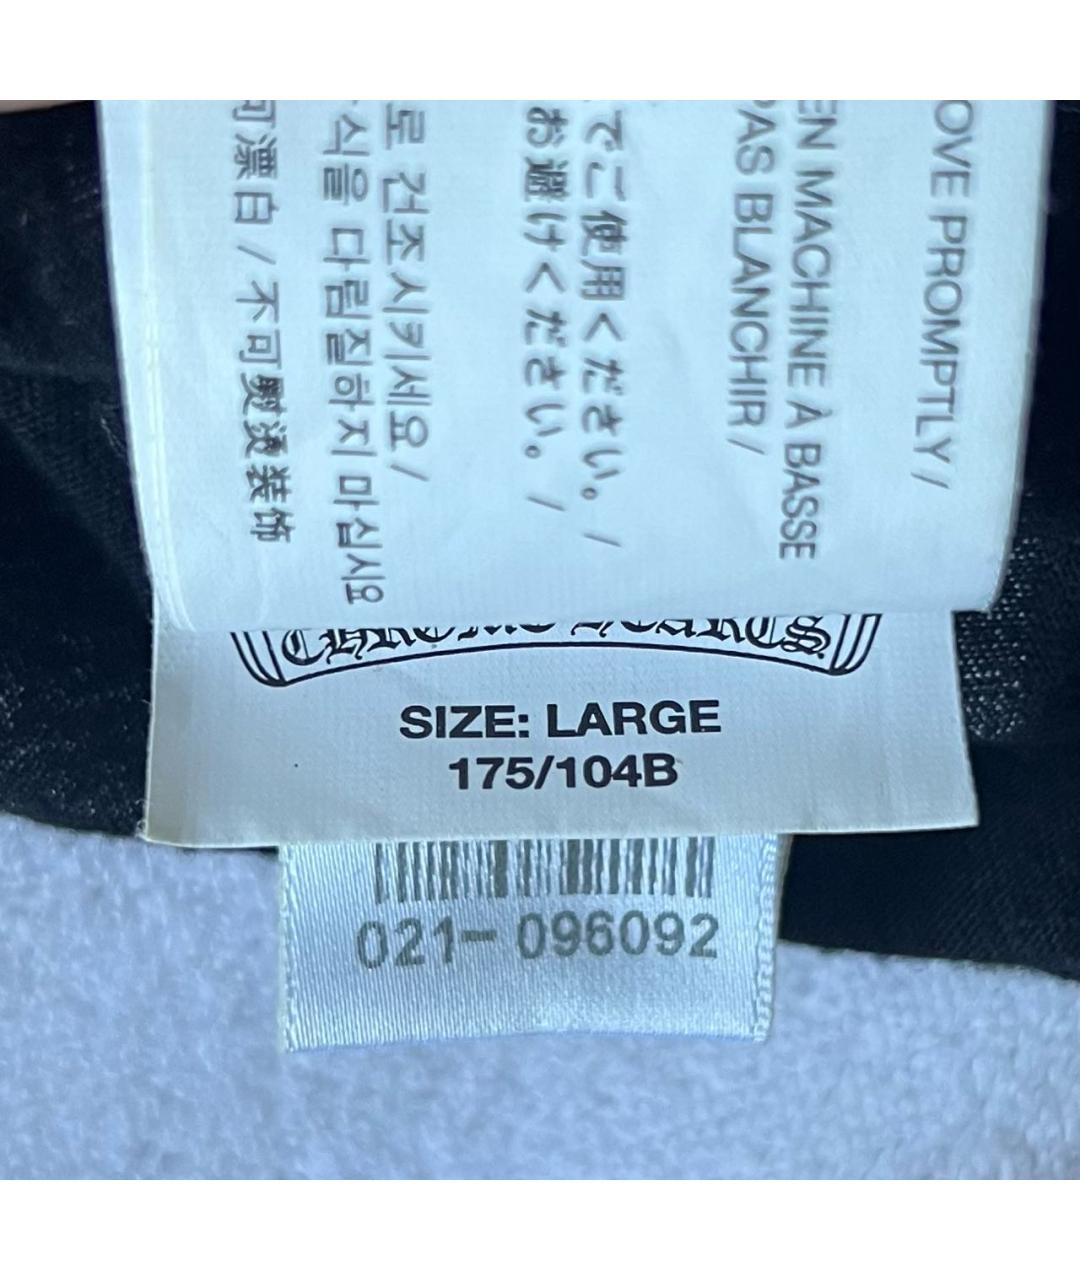 OVE PROMPTLY /
EN MACHINE À BASSE
PAS BLANCHIR /
でご使用ください。 /
お避けください。 /
로 건조시키세요 /
식을 다림질하지 마십시오
可漂白 / 不可熨烫装饰
CHROME HEARTS
SIZE: LARGE
175/104B
021- 096092